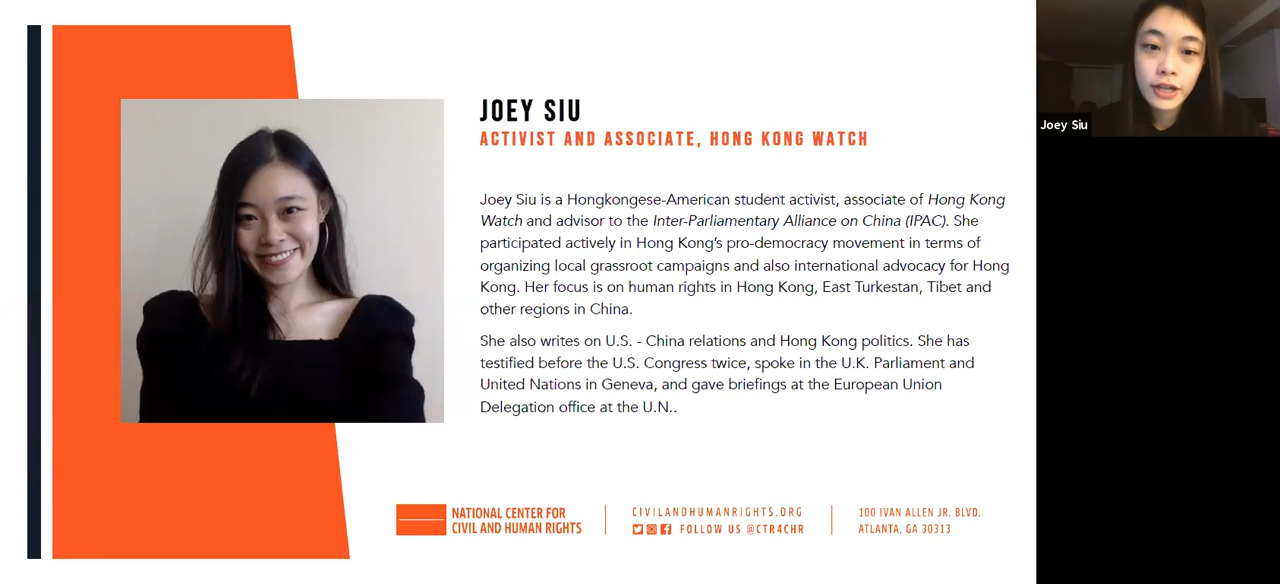 JOEY SIU
ACTIVIST AND ASSOCIATE, HONG KONG WATCH
Joey Siu is a Hongkongese-American student activist, associate of Hong Kong
Watch and advisor to the Inter-Parliamentary Alliance on China (IPAC). She
participated actively in Hong Kong's pro-democracy movement in terms of
organizing local grassroot campaigns and also international advocacy for Hong
Kong. Her focus is on human rights in Hong Kong, East Turkestan, Tibet and
other regions in China.
She also writes on U.S. - China relations and Hong Kong politics. She has
testified before the U.S. Congress twice, spoke in the U.K. Parliament and
United Nations in Geneva, and gave briefings at the European Union
Delegation office at the U.N..
NATIONAL CENTER FOR
CIVIL AND HUMAN RIGHTS
CIVILANDHUMANRIGHTS.ORG
FOLLOW US @CTR4CHR
100 IVAN ALLEN JR. BLVD.
ATLANTA, GA 30313
Joey Siu